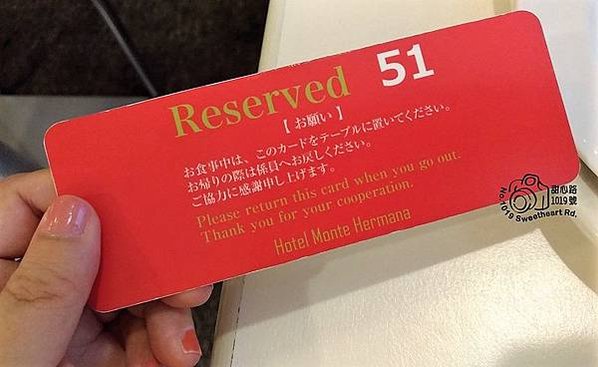 Reserved 51
【お願い】
お食事中は、このカードをテーブルに置いてください。
お帰りの際は係員へお戻しください。
ご協力に感謝申し上げます。
Please return this card when you go out.
Thank you for your cooperation.
Hotel Monte Hermana
甜心路
1019號
No.1019 Sweetheart Rd.